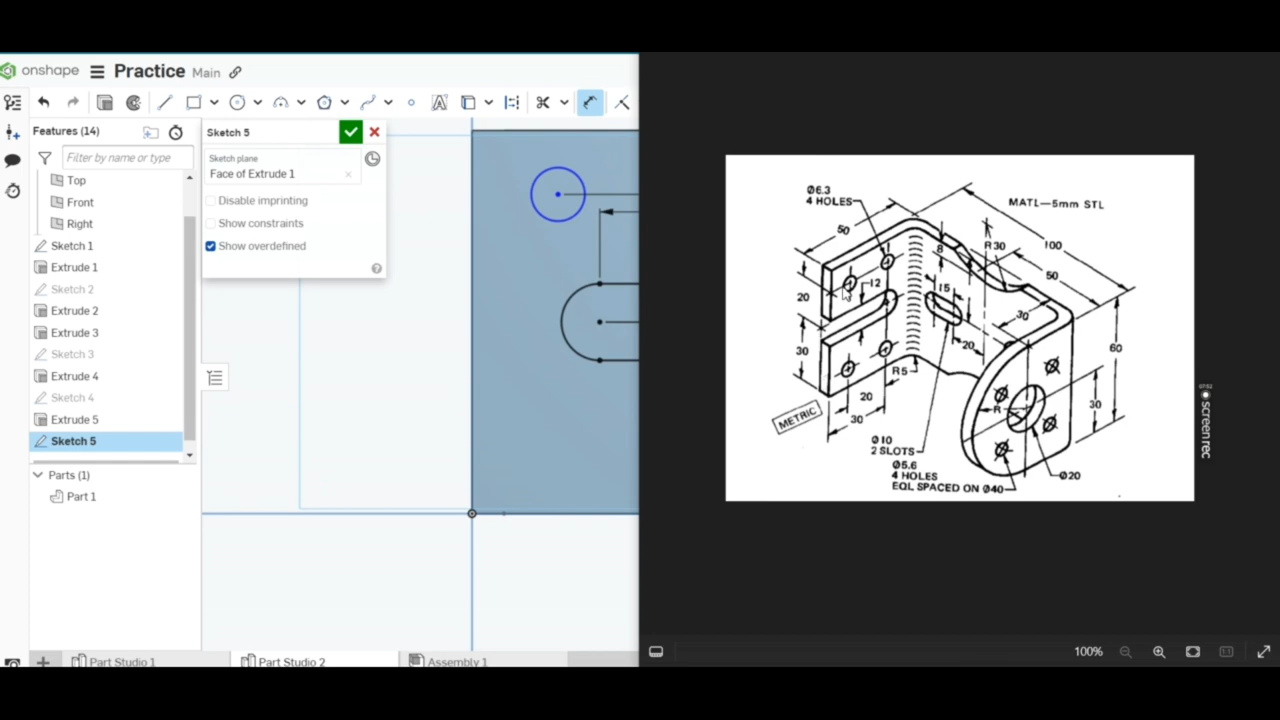 onshape Practice Main
Features (14)
Filter by name or type
Top
Front
Right
Sketch 1
Extrude 1
Sketch 2
Extrude 2
Extrude 3
Sketch 3
Extrude 4
Sketch 4
Extrude 5
Sketch 5
Parts (1)
Part 1
Sketch 5
Sketch plane
Face of Extrude 1
Disable imprinting
Show constraints
Show overdefined
Part Studio 1
Part Studio 2
Assembly 1
Ø6.3
4 HOLES
MATL—5mm STL
50
100
8
R30
50
20
12
15
30
30
20
60
R5
20
30
R
30
METRIC
Ø10
2 SLOTS
Ø20
Ø5.6
4 HOLES
EQL SPACED ON Ø40
screenrec
100%
1:1